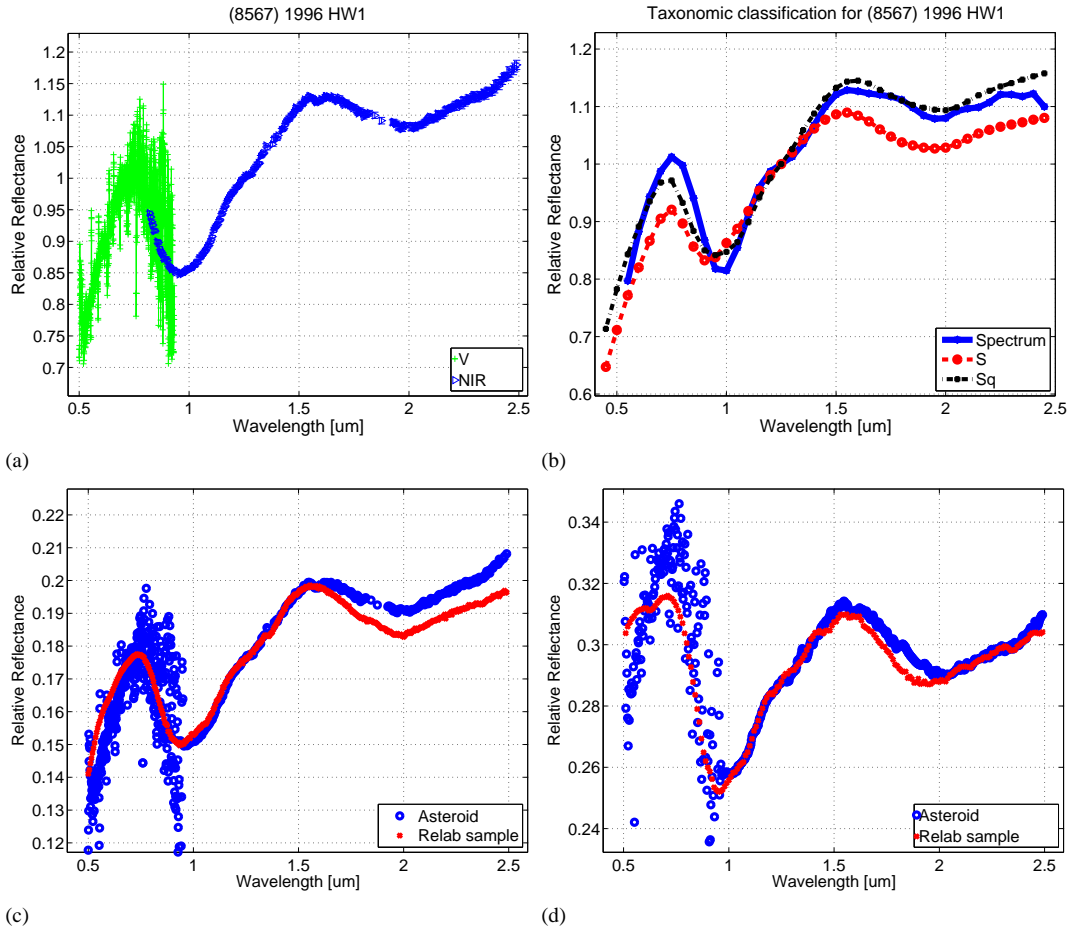 (8567) 1996 HW1
1.2
1.15
1.1
1.05
1
0.95
0.9
0.85
0.8
0.75
0.7
Relative Reflectance
V
NIR
0.5 1 1.5 2 2.5
Wavelength [um]
(a)
Taxonomic classification for (8567) 1996 HW1
1.2
1.1
1
0.9
0.8
0.7
0.6
Relative Reflectance
Spectrum
S
Sq
0.5 1 1.5 2 2.5
Wavelength [um]
(b)
0.22
0.21
0.2
0.19
0.18
0.17
0.16
0.15
0.14
0.13
0.12
Relative Reflectance
Asteroid
Relab sample
0.5 1 1.5 2 2.5
Wavelength [um]
(c)
0.34
0.32
0.3
0.28
0.26
0.24
Relative Reflectance
Asteroid
Relab sample
0.5 1 1.5 2 2.5
Wavelength [um]
(d)